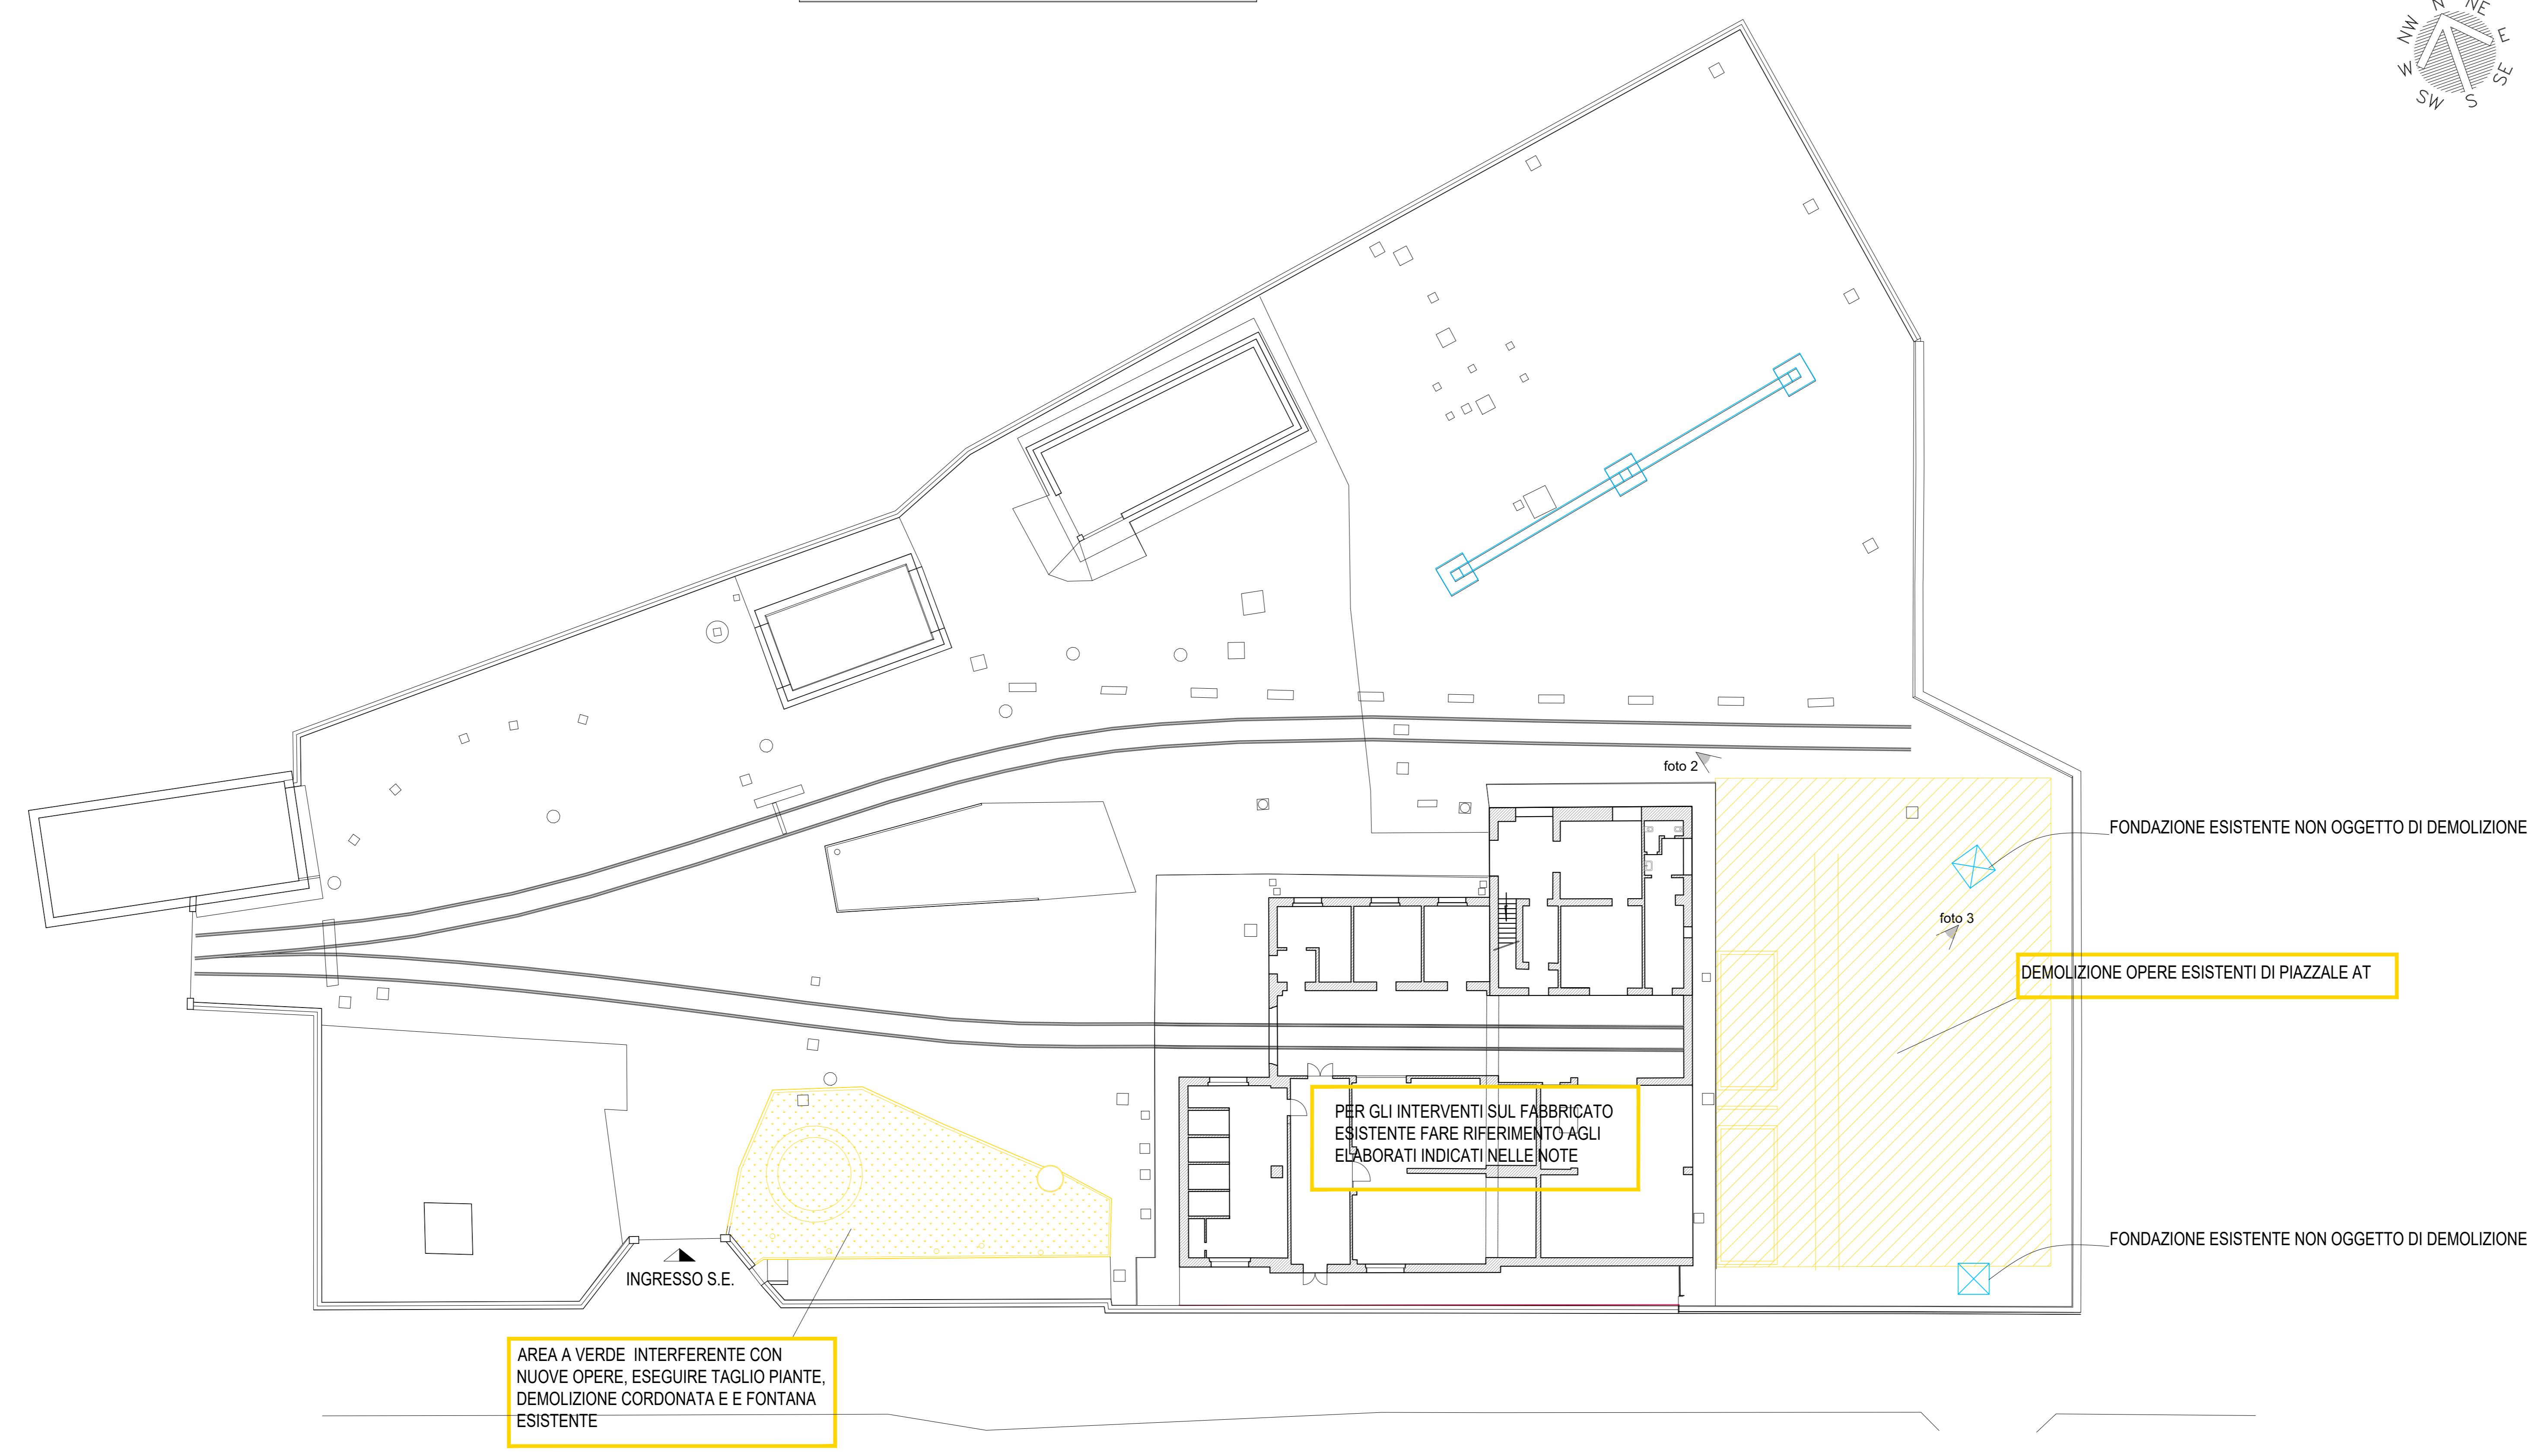 N
NE
NW
E
W
SE
SW
S
foto 2
FONDAZIONE ESISTENTE NON OGGETTO DI DEMOLIZIONE
foto 3
DEMOLIZIONE OPERE ESISTENTI DI PIAZZALE AT
PER GLI INTERVENTI SUL FABBRICATO
ESISTENTE FARE RIFERIMENTO AGLI
ELABORATI INDICATI NELLE NOTE
FONDAZIONE ESISTENTE NON OGGETTO DI DEMOLIZIONE
INGRESSO S.E.
AREA A VERDE INTERFERENTE CON
NUOVE OPERE, ESEGUIRE TAGLIO PIANTE,
DEMOLIZIONE CORDONATA E E FONTANA
ESISTENTE